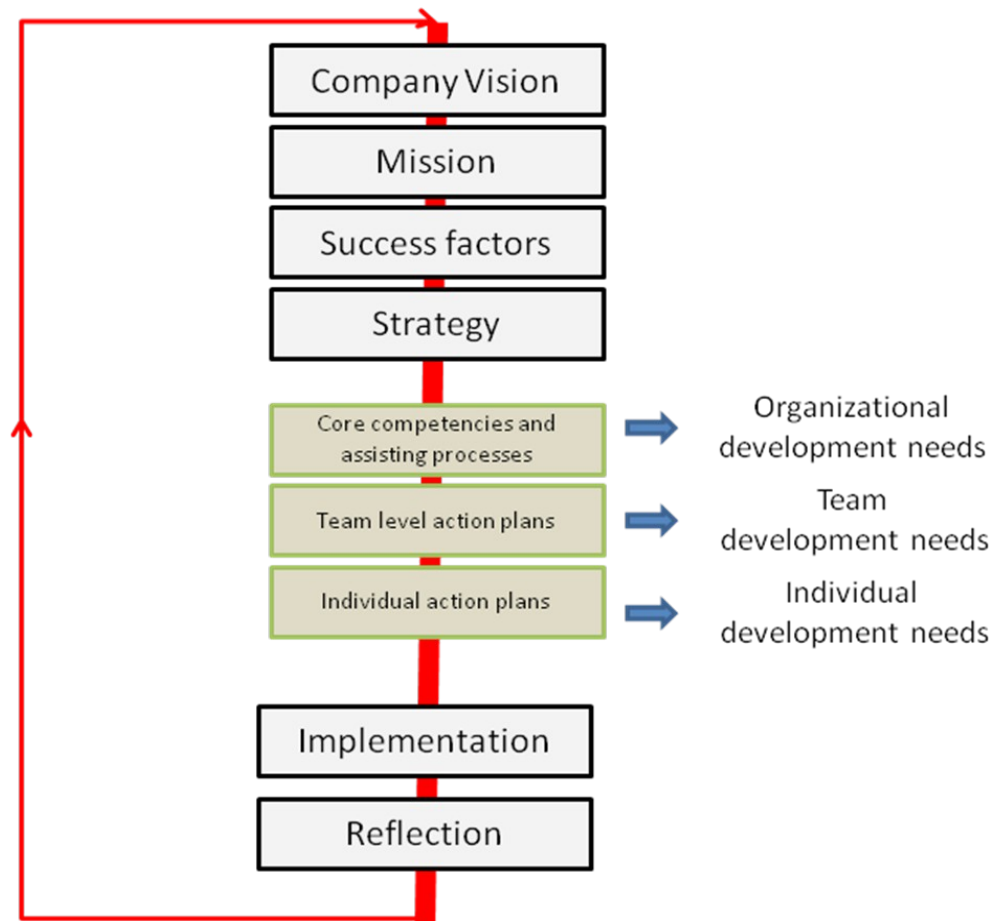 Company Vision
Mission
Success factors
Strategy
Core competencies and
assisting processes
Organizational
development needs
Team level action plans
Team
development needs
Individual action plans
Individual
development needs
Implementation
Reflection